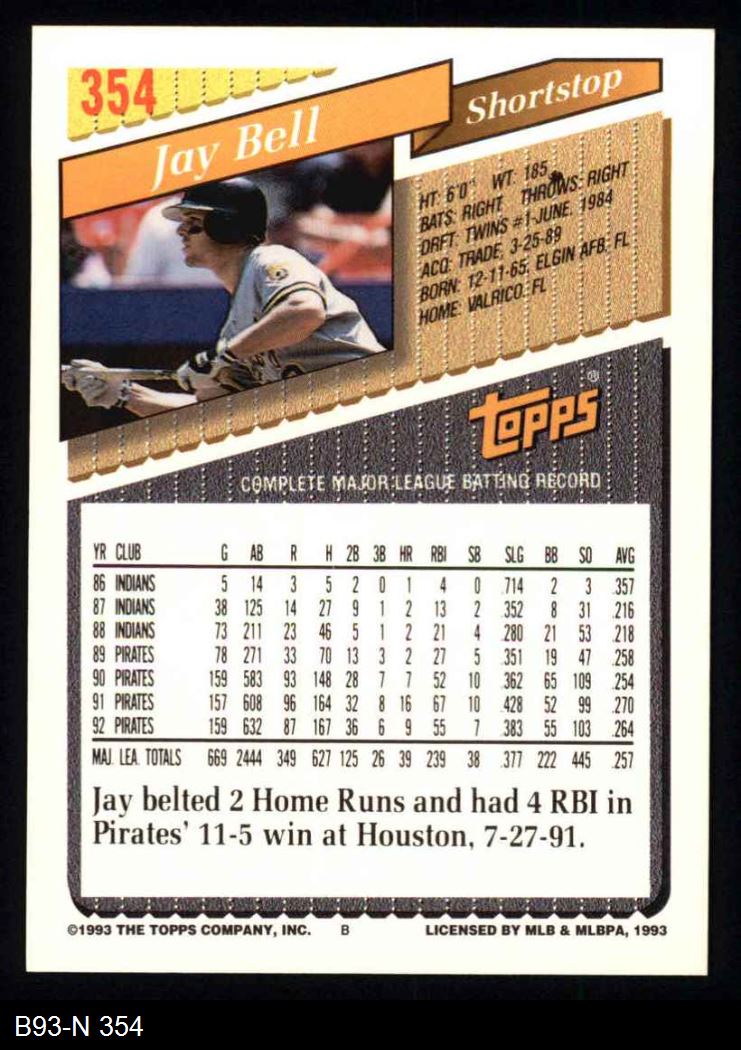 354
Jay Bell
Shortstop
HT: 6'0" WT: 185
BATS: RIGHT THROWS: RIGHT
DRFT: TWINS #1-JUNE, 1984
ACQ: TRADE, 3-25-89
BORN: 12-11-65, ELGIN AFB, FL
HOME: VALRICO, FL
TOPPS®
COMPLETE MAJOR LEAGUE BATTING RECORD
YR CLUB G AB R H 2B 3B HR RBI SB SLG BB SO AVG
86 INDIANS 5 14 3 5 2 0 1 4 0 .714 2 3 .357
87 INDIANS 38 125 14 27 9 1 2 13 2 .352 8 31 .216
88 INDIANS 73 211 23 46 5 1 2 21 4 .280 21 53 .218
89 PIRATES 78 271 33 70 13 3 2 27 5 .351 19 47 .258
90 PIRATES 159 583 93 148 28 7 7 52 10 .362 65 109 .254
91 PIRATES 157 608 96 164 32 8 16 67 10 .428 52 99 .270
92 PIRATES 159 632 87 167 36 6 9 55 7 .383 55 103 .264
MAJ. LEA. TOTALS 669 2444 349 627 125 26 39 239 38 .377 222 445 .257
Jay belted 2 Home Runs and had 4 RBI in
Pirates' 11-5 win at Houston, 7-27-91.
©1993 THE TOPPS COMPANY, INC. B LICENSED BY MLB & MLBPA, 1993
B93-N 354